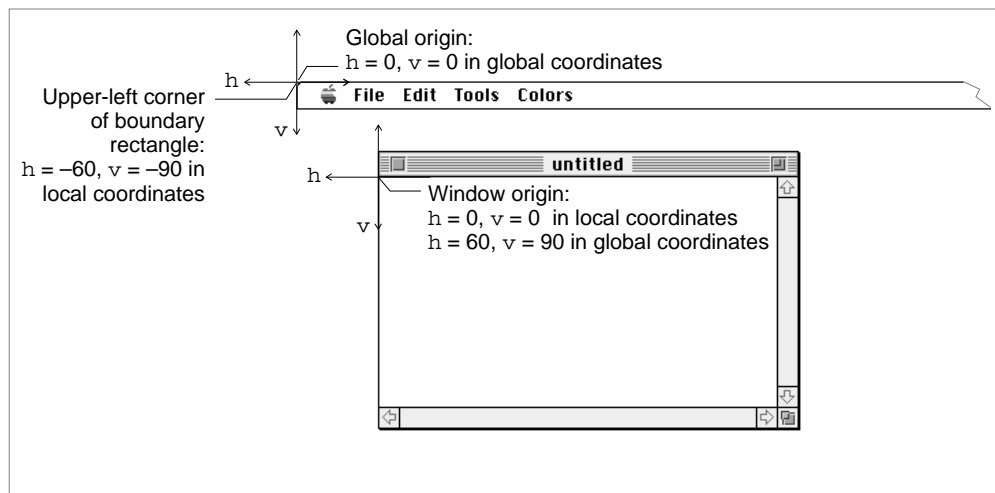 Global origin:
h = 0, v = 0 in global coordinates
h
Upper-left corner
of boundary
rectangle:
h = –60, v = –90 in
local coordinates
File Edit Tools Colors
v
untitled
h
Window origin:
h = 0, v = 0 in local coordinates
h = 60, v = 90 in global coordinates
v